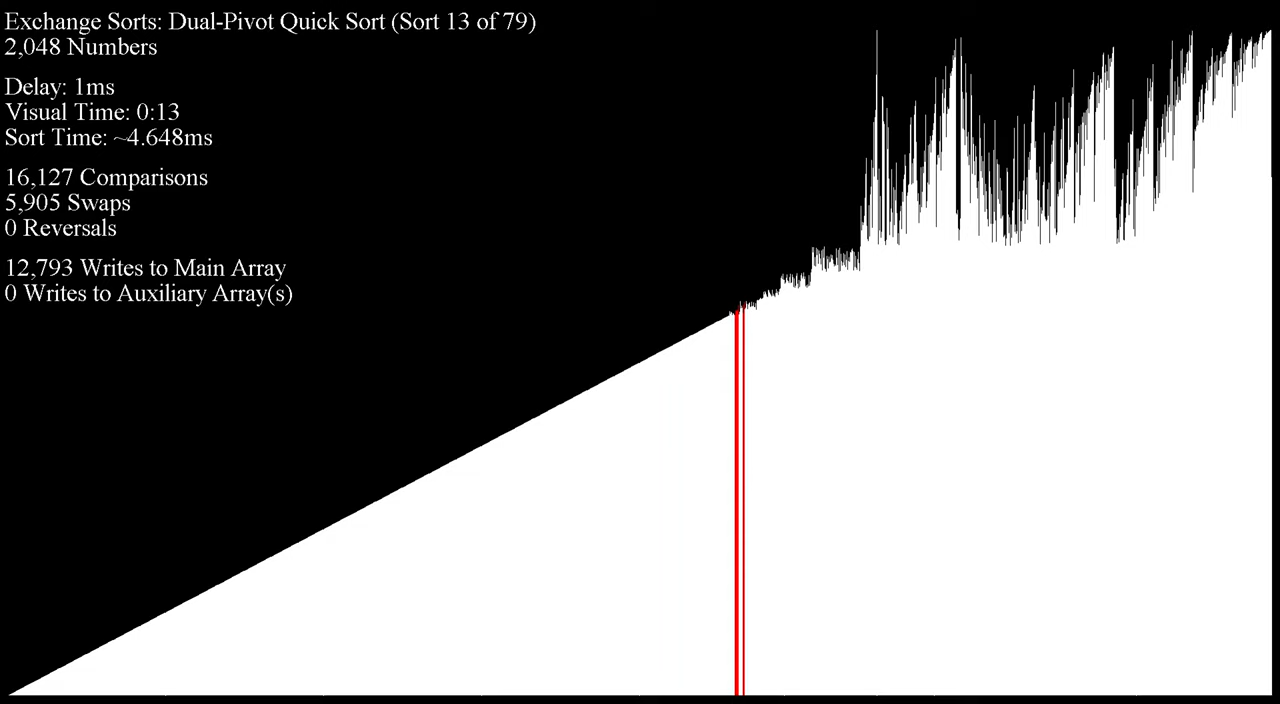 Exchange Sorts: Dual-Pivot Quick Sort (Sort 13 of 79)
2,048 Numbers
Delay: 1ms
Visual Time: 0:13
Sort Time: ~4.648ms
16,127 Comparisons
5,905 Swaps
0 Reversals
12,793 Writes to Main Array
0 Writes to Auxiliary Array(s)